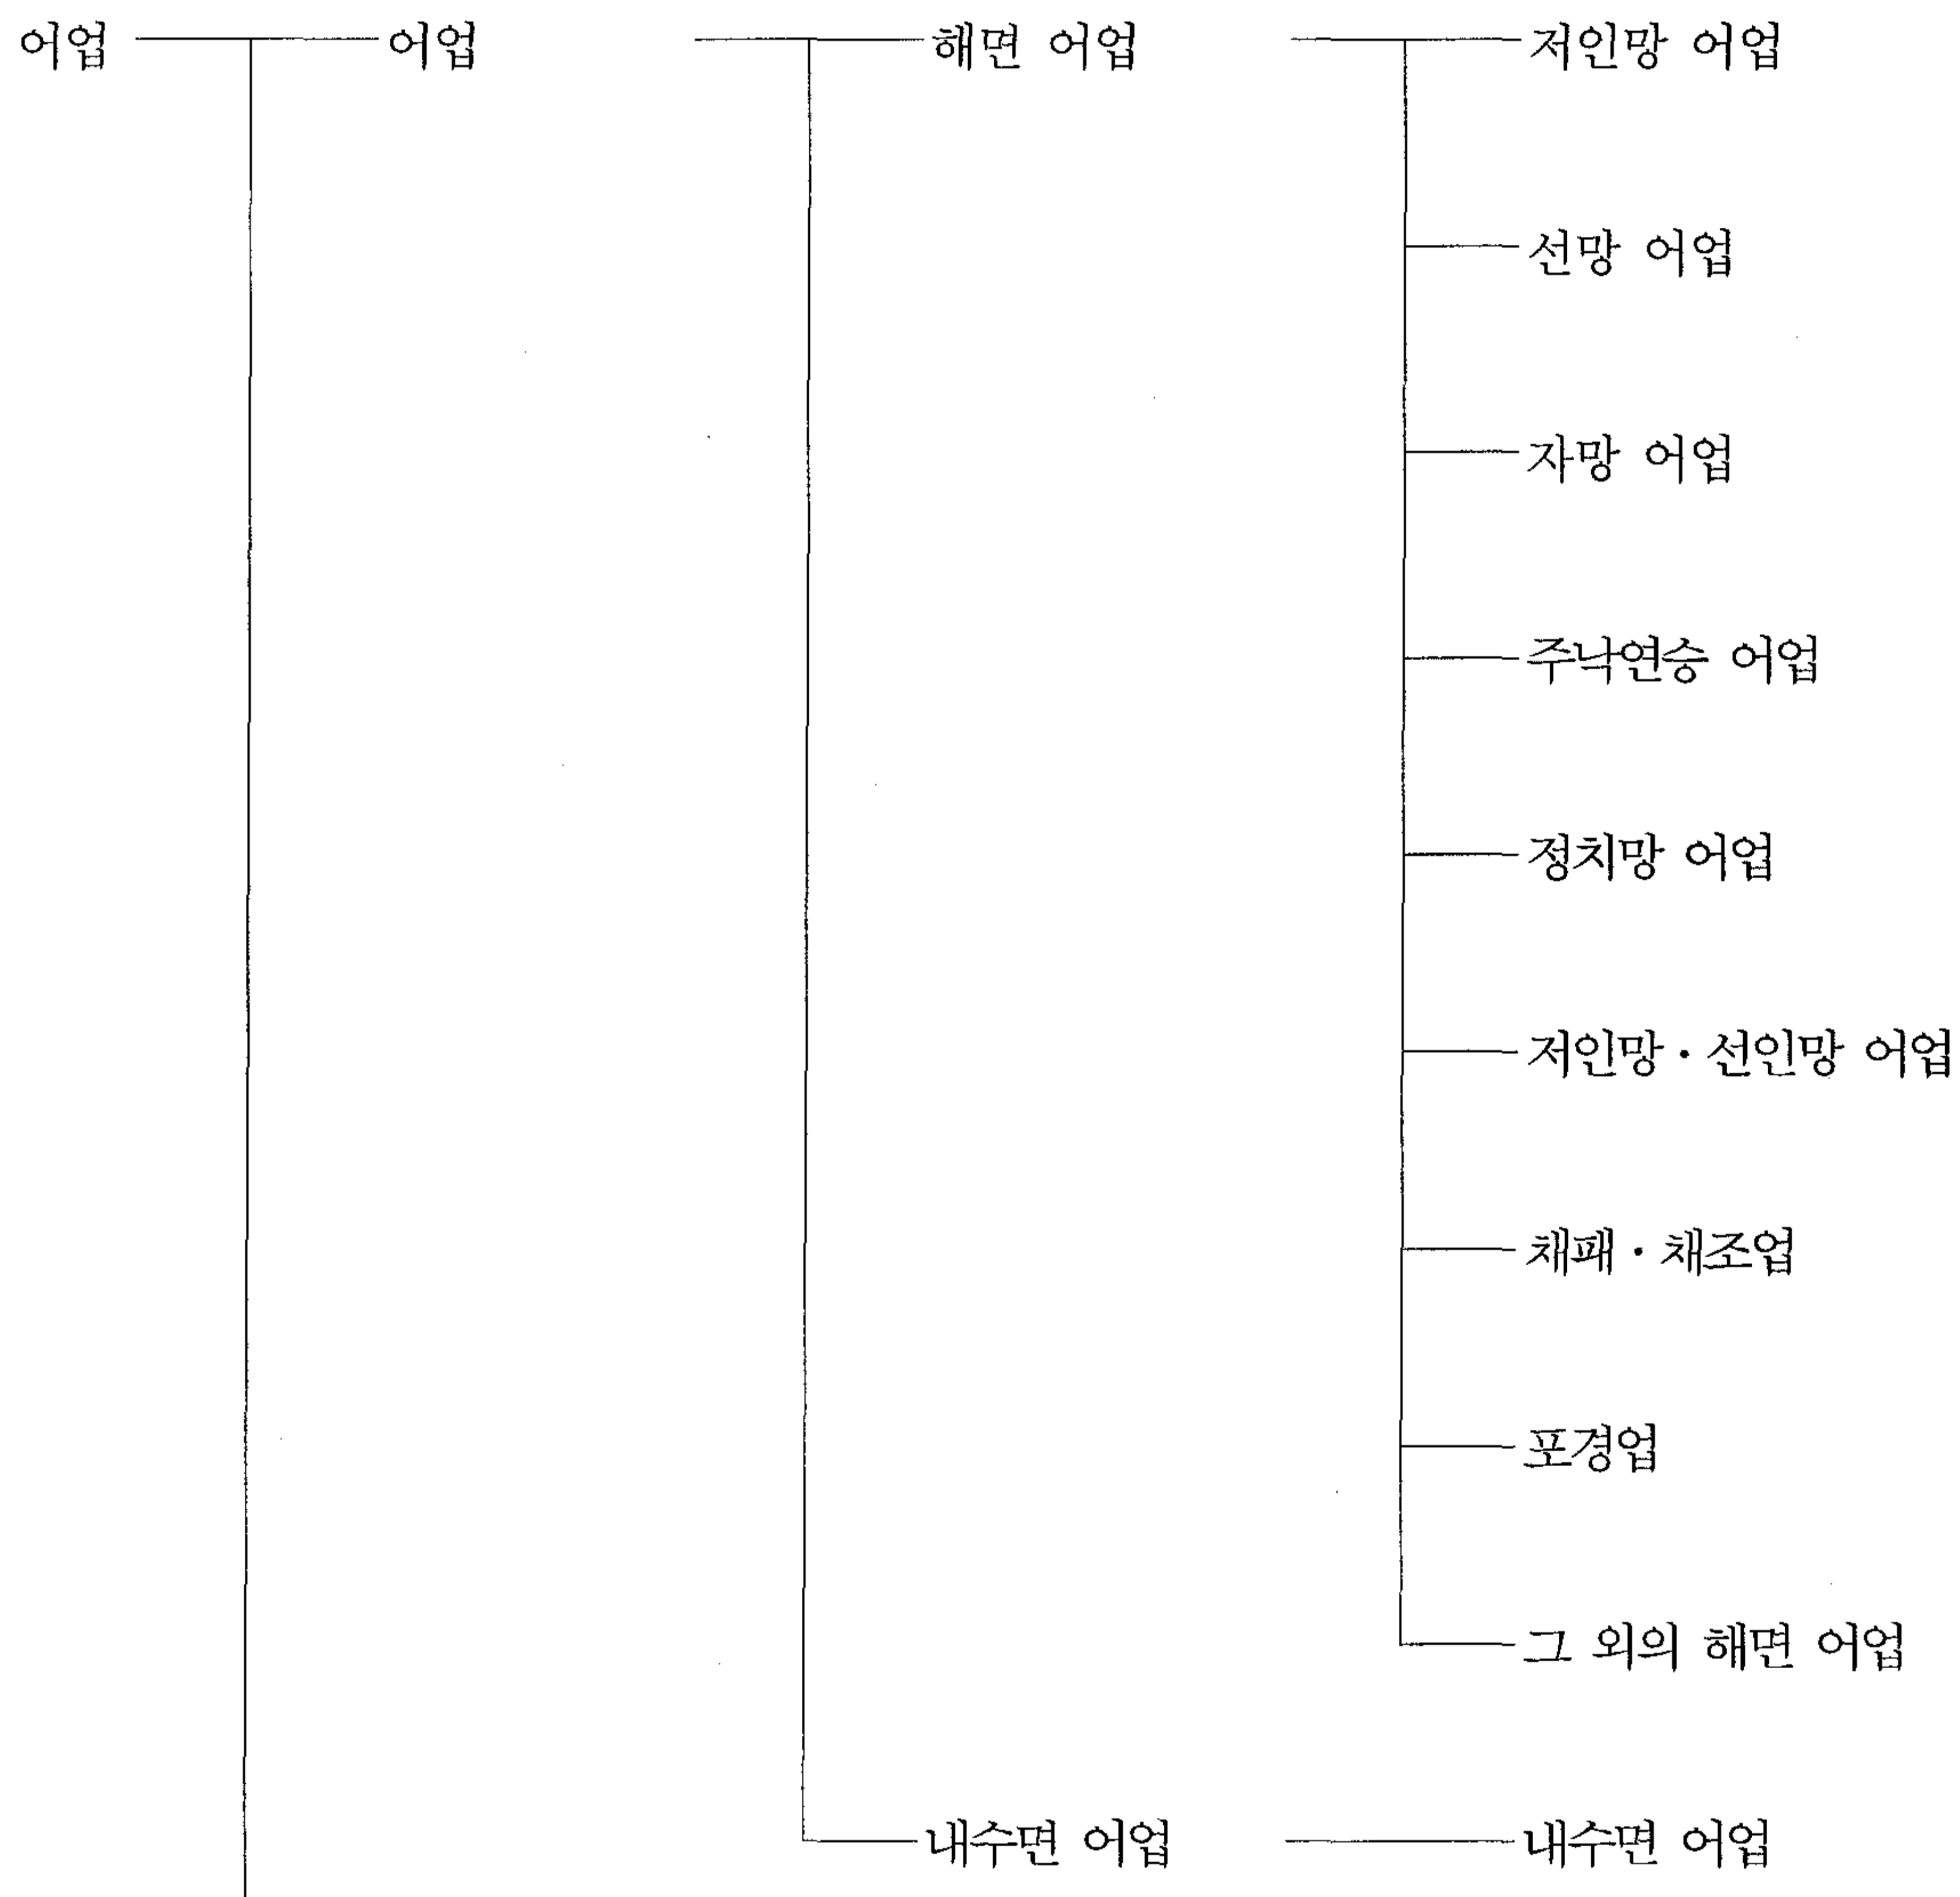 어업 어업 해면 어업 저인망 어업
선망 어업
자망 어업
주낙연승 어업
정치망 어업
저인망·선인망 어업
채패·채조업
포경업
그 외의 해면 어업
내수면 어업 내수면 어업